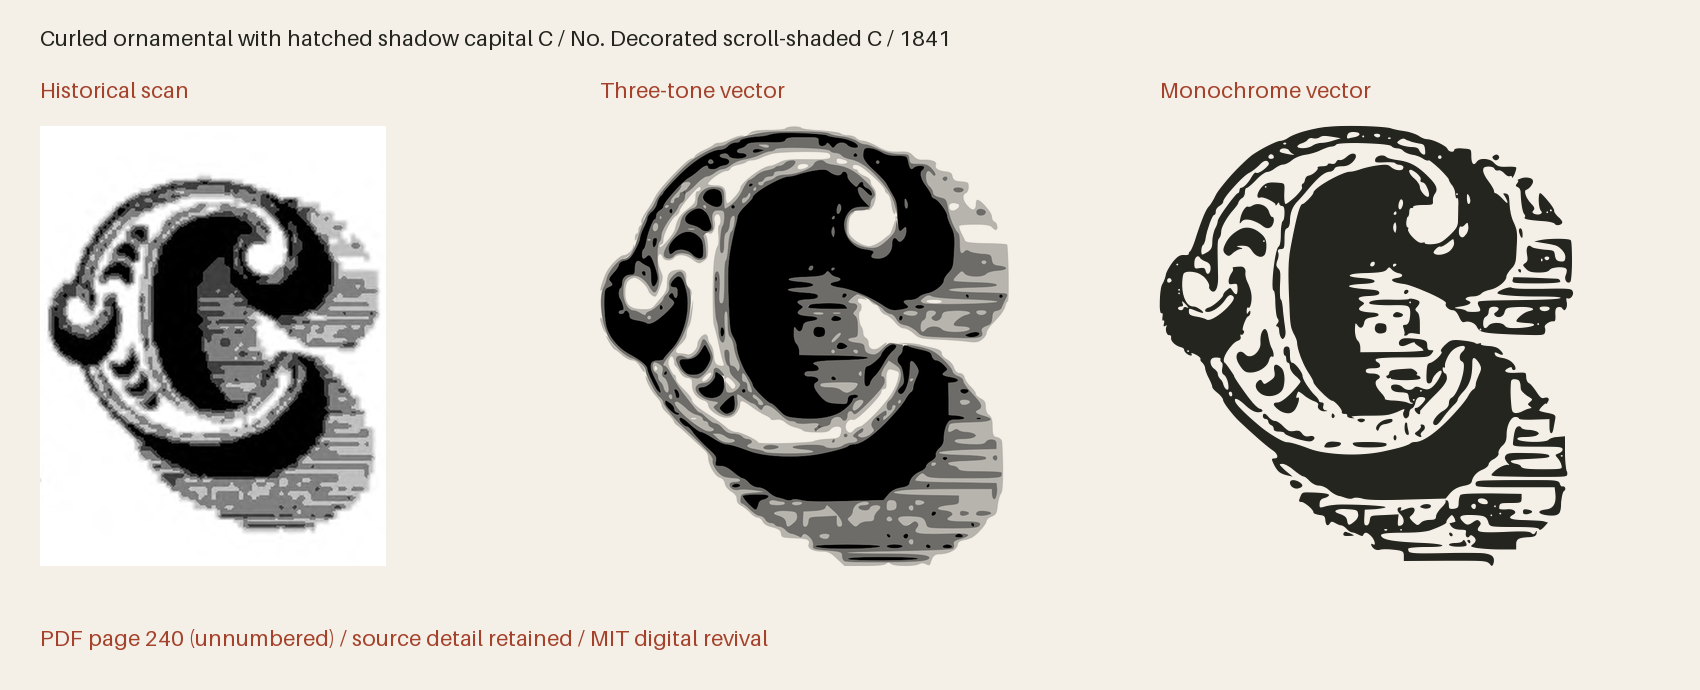 Curled ornamental with hatched shadow capital C / No. Decorated scroll-shaded C / 1841
Historical scan
Three-tone vector
Monochrome vector
C
C
C
PDF page 240 (unnumbered) / source detail retained / MIT digital revival